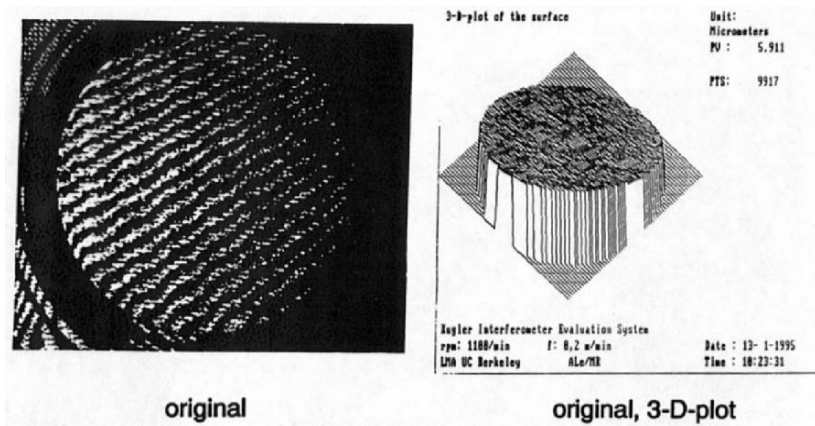 3-D-plot of the surface
Unit:
Micrometers
PV : 5.911
PTS: 9917
Kugler Interferometer Evaluation System
rpm: 1100/min f: 0,2 m/min Date : 13- 1-1995
LMA UC Berkeley ALe/MR Time : 10:23:31
original
original, 3-D-plot